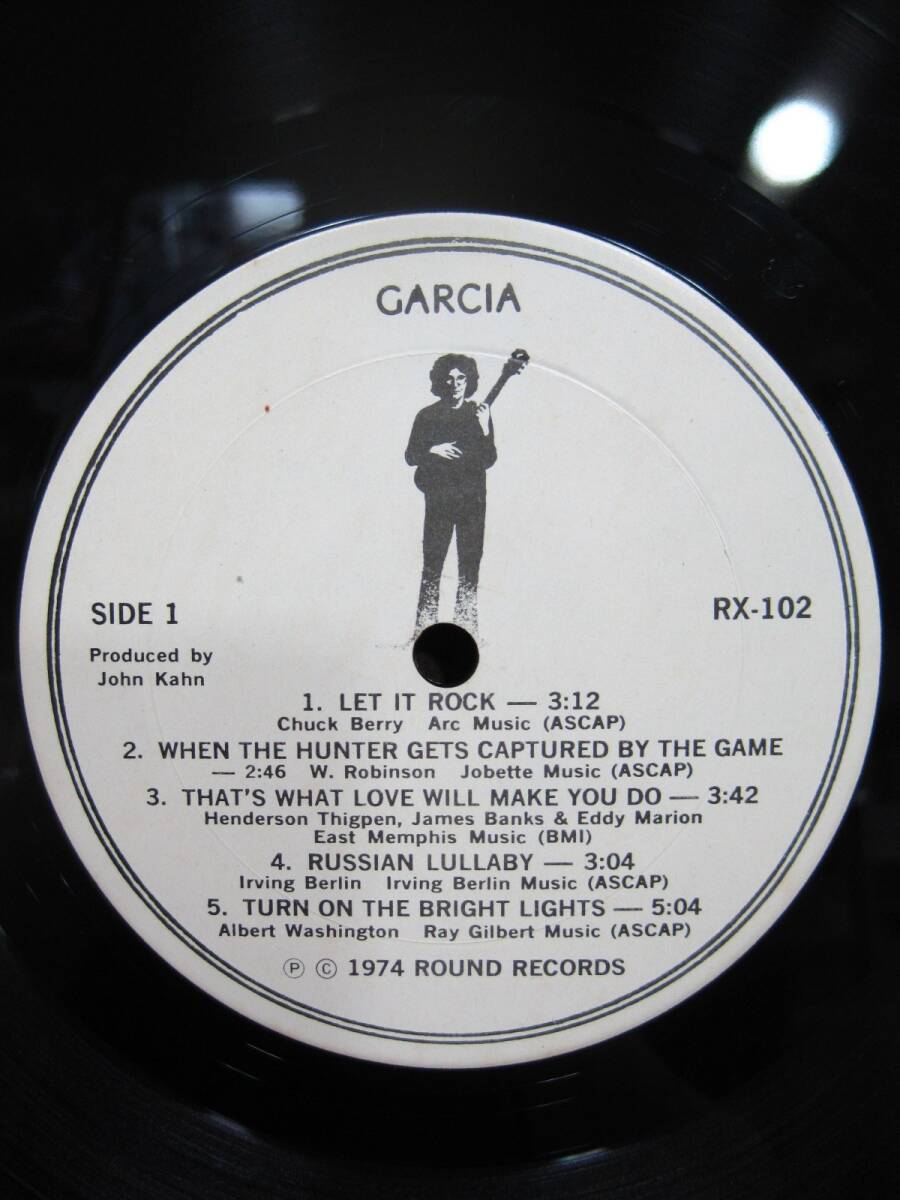 GARCIA
SIDE 1
RX-102
Produced by
John Kahn
1. LET IT ROCK — 3:12
Chuck Berry Arc Music (ASCAP)
2. WHEN THE HUNTER GETS CAPTURED BY THE GAME
— 2:46 W. Robinson Jobette Music (ASCAP)
3. THAT'S WHAT LOVE WILL MAKE YOU DO — 3:42
Henderson Thigpen, James Banks & Eddy Marion
East Memphis Music (BMI)
4. RUSSIAN LULLABY — 3:04
Irving Berlin Irving Berlin Music (ASCAP)
5. TURN ON THE BRIGHT LIGHTS — 5:04
Albert Washington Ray Gilbert Music (ASCAP)
Ⓟ © 1974 ROUND RECORDS